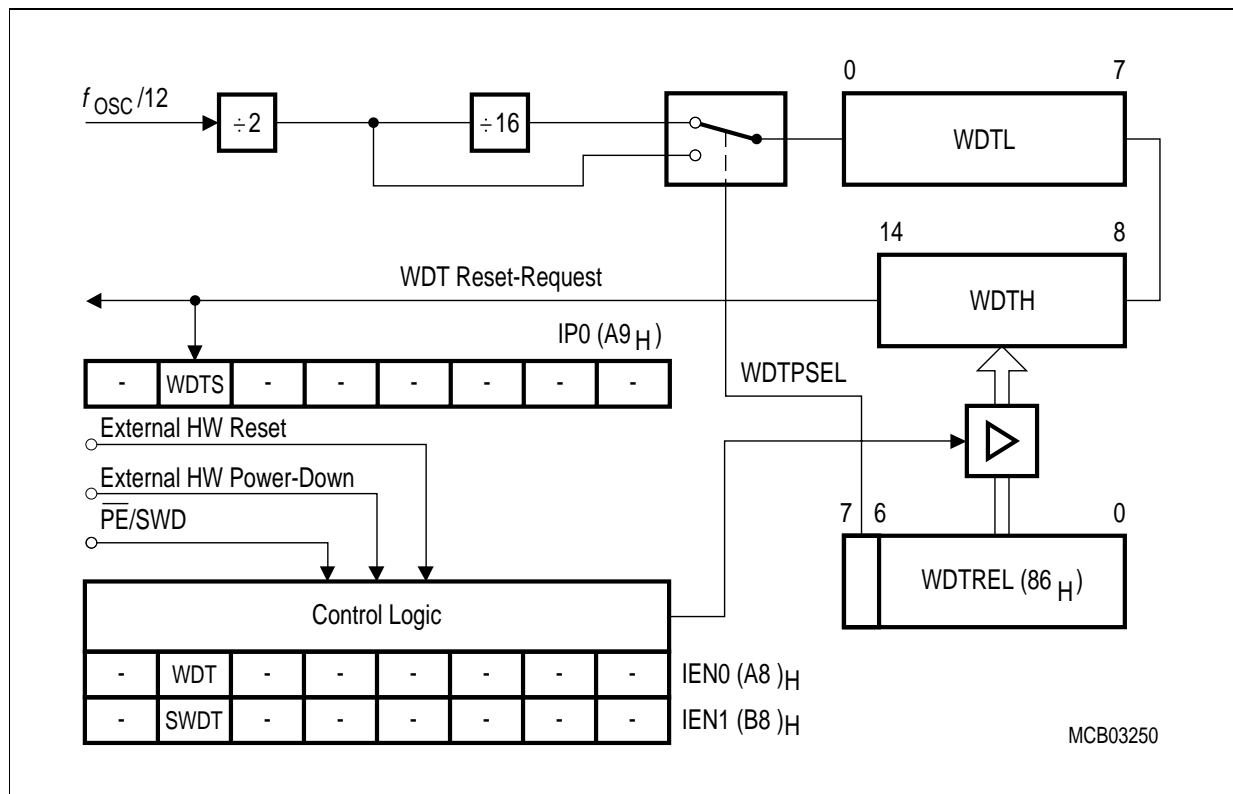 0 7
f OSC /12
÷2
÷16
WDTL
14 8
WDT Reset-Request
WDTH
IP0 (A9 H )
WDTPSEL
- WDTS - - - - - -
External HW Reset
External HW Power-Down
PE/SWD
7 6 0
WDTREL (86 H )
Control Logic
- WDT - - - - - -
IEN0 (A8 ) H
- SWDT - - - - - -
IEN1 (B8 ) H
MCB03250